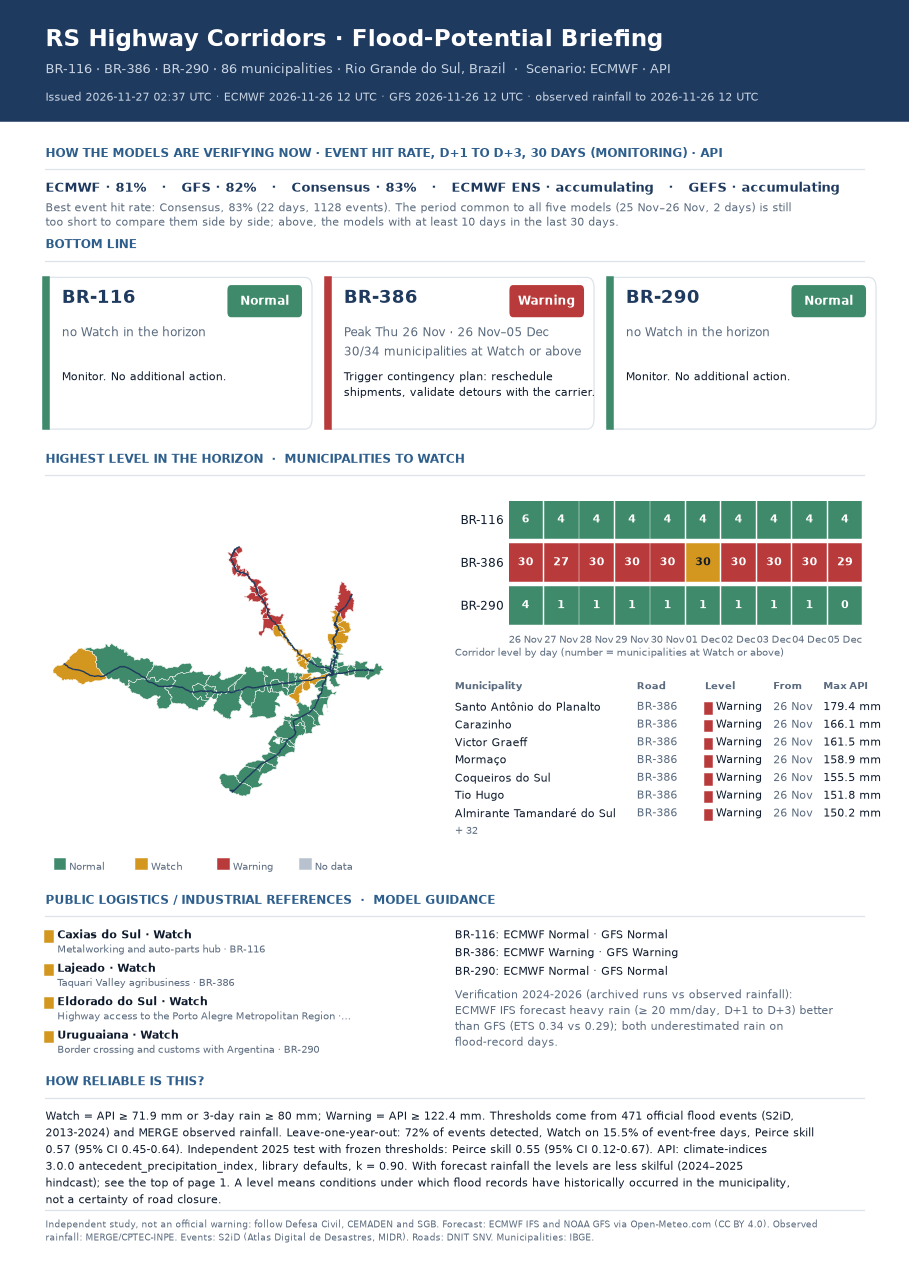 RS Highway Corridors · Flood-Potential Briefing
BR-116 · BR-386 · BR-290 · 86 municipalities · Rio Grande do Sul, Brazil · Scenario: ECMWF · API
Issued 2026-11-27 02:37 UTC · ECMWF 2026-11-26 12 UTC · GFS 2026-11-26 12 UTC · observed rainfall to 2026-11-26 12 UTC
HOW THE MODELS ARE VERIFYING NOW · EVENT HIT RATE, D+1 TO D+3, 30 DAYS (MONITORING) · API
ECMWF · 81% · GFS · 82% · Consensus · 83% · ECMWF ENS · accumulating · GEFS · accumulating
Best event hit rate: Consensus, 83% (22 days, 1128 events). The period common to all five models (25 Nov–26 Nov, 2 days) is still
too short to compare them side by side; above, the models with at least 10 days in the last 30 days.
BOTTOM LINE
BR-116
Normal
no Watch in the horizon
Monitor. No additional action.
BR-386
Warning
Peak Thu 26 Nov · 26 Nov–05 Dec
30/34 municipalities at Watch or above
Trigger contingency plan: reschedule
shipments, validate detours with the carrier.
BR-290
Normal
no Watch in the horizon
Monitor. No additional action.
HIGHEST LEVEL IN THE HORIZON · MUNICIPALITIES TO WATCH
Normal
Watch
Warning
No data
BR-116 6 4 4 4 4 4 4 4 4 4
BR-386 30 27 30 30 30 30 30 30 30 29
BR-290 4 1 1 1 1 1 1 1 1 0
26 Nov 27 Nov 28 Nov 29 Nov 30 Nov 01 Dec 02 Dec 03 Dec 04 Dec 05 Dec
Corridor level by day (number = municipalities at Watch or above)
Municipality Road Level From Max API
Santo Antônio do Planalto BR-386 Warning 26 Nov 179.4 mm
Carazinho BR-386 Warning 26 Nov 166.1 mm
Victor Graeff BR-386 Warning 26 Nov 161.5 mm
Mormaço BR-386 Warning 26 Nov 158.9 mm
Coqueiros do Sul BR-386 Warning 26 Nov 155.5 mm
Tio Hugo BR-386 Warning 26 Nov 151.8 mm
Almirante Tamandaré do Sul BR-386 Warning 26 Nov 150.2 mm
+ 32
PUBLIC LOGISTICS / INDUSTRIAL REFERENCES · MODEL GUIDANCE
Caxias do Sul · Watch
Metalworking and auto-parts hub · BR-116
Lajeado · Watch
Taquari Valley agribusiness · BR-386
Eldorado do Sul · Watch
Highway access to the Porto Alegre Metropolitan Region ·…
Uruguaiana · Watch
Border crossing and customs with Argentina · BR-290
BR-116: ECMWF Normal · GFS Normal
BR-386: ECMWF Warning · GFS Warning
BR-290: ECMWF Normal · GFS Normal
Verification 2024-2026 (archived runs vs observed rainfall):
ECMWF IFS forecast heavy rain (≥ 20 mm/day, D+1 to D+3) better
than GFS (ETS 0.34 vs 0.29); both underestimated rain on
flood-record days.
HOW RELIABLE IS THIS?
Watch = API ≥ 71.9 mm or 3-day rain ≥ 80 mm; Warning = API ≥ 122.4 mm. Thresholds come from 471 official flood events (S2iD,
2013-2024) and MERGE observed rainfall. Leave-one-year-out: 72% of events detected, Watch on 15.5% of event-free days, Peirce skill
0.57 (95% CI 0.45-0.64). Independent 2025 test with frozen thresholds: Peirce skill 0.55 (95% CI 0.12-0.67). API: climate-indices
3.0.0 antecedent_precipitation_index, library defaults, k = 0.90. With forecast rainfall the levels are less skilful (2024–2025
hindcast); see the top of page 1. A level means conditions under which flood records have historically occurred in the municipality,
not a certainty of road closure.
Independent study, not an official warning: follow Defesa Civil, CEMADEN and SGB. Forecast: ECMWF IFS and NOAA GFS via Open-Meteo.com (CC BY 4.0). Observed
rainfall: MERGE/CPTEC-INPE. Events: S2iD (Atlas Digital de Desastres, MIDR). Roads: DNIT SNV. Municipalities: IBGE.